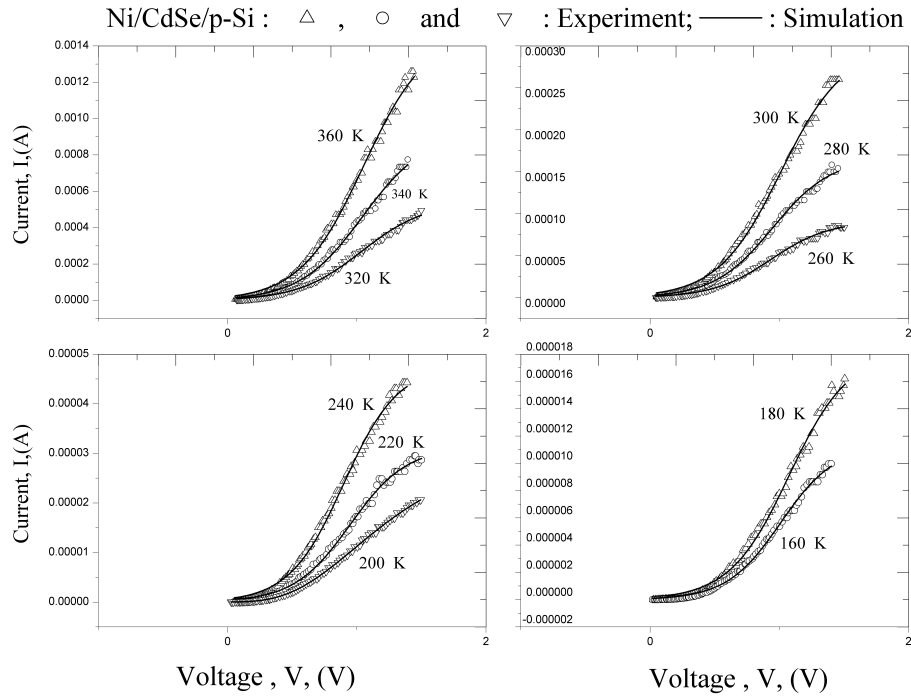 Ni/CdSe/p-Si : △ , ○ and ▽ : Experiment; —— : Simulation
Current, I,(A)
0.0014
0.0012
0.0010
0.0008
0.0006
0.0004
0.0002
0.0000
360 K
340 K
320 K
0
2
0.00030
0.00025
0.00020
0.00015
0.00010
0.00005
0.00000
300 K
280 K
260 K
0
2
Current, I,(A)
0.00005
0.00004
0.00003
0.00002
0.00001
0.00000
240 K
220 K
200 K
0
2
Voltage , V, (V)
0.000018
0.000016
0.000014
0.000012
0.000010
0.000008
0.000006
0.000004
0.000002
0.000000
-0.000002
180 K
160 K
0
2
Voltage , V, (V)